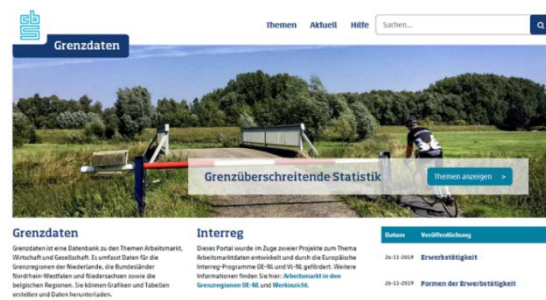 cbs
Themen Aktuell Hilfe Suchen...
Grenzdaten
Grenzüberschreitende Statistik
Themen anzeigen >
Grenzdaten
Grenzdaten ist eine Datenbank zu den Themen Arbeitsmarkt,
Wirtschaft und Gesellschaft. Es umfasst Daten für die
Grenzregionen der Niederlande, die Bundesländer
Nordrhein-Westfalen und Niedersachsen sowie die
belgischen Regionen. Sie können Grafiken und Tabellen
erstellen und Daten herunterladen.
Interreg
Dieses Portal wurde im Zuge zweier Projekte zum Thema
Arbeitsmarktdaten entwickelt und durch die Europäische
Interreg-Programme DE-NL und VL-NL gefördert. Weitere
Informationen finden Sie hier: Arbeitsmarkt in den
Grenzregionen DE-NL und Werkinzicht.
Datum Veröffentlichung
26-11-2019 Erwerbstätigkeit
26-11-2019 Formen der Erwerbstätigkeit